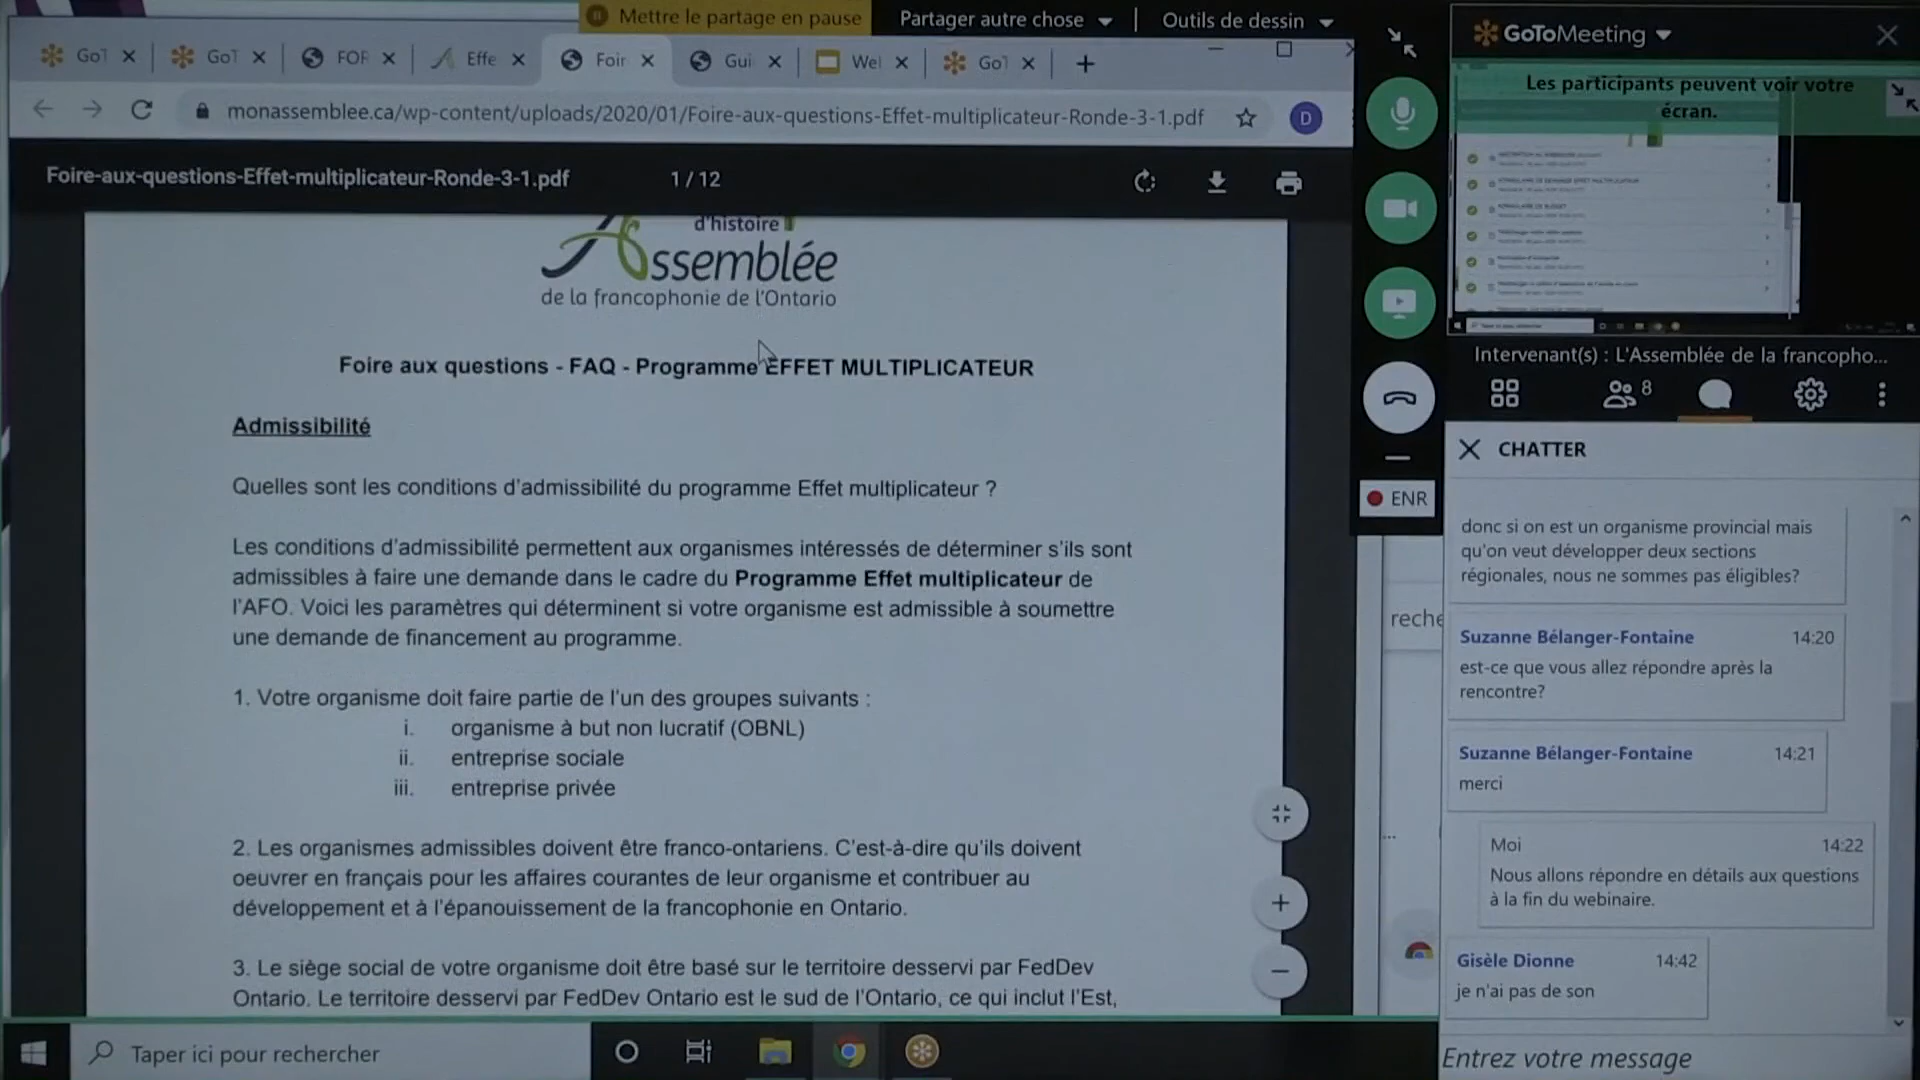 Mettre le partage en pause
Partager autre chose
Outils de dessin
GoT
GoT
FOR
Effe
Foir
Gui
Wel
GoT
monassemblee.ca/wp-content/uploads/2020/01/Foire-aux-questions-Effet-multiplicateur-Ronde-3-1.pdf
D
Foire-aux-questions-Effet-multiplicateur-Ronde-3-1.pdf
1 / 12
d'histoire
Assemblée
de la francophonie de l'Ontario
Foire aux questions - FAQ - Programme EFFET MULTIPLICATEUR
Admissibilité
Quelles sont les conditions d'admissibilité du programme Effet multiplicateur ?
Les conditions d'admissibilité permettent aux organismes intéressés de déterminer s'ils sont
admissibles à faire une demande dans le cadre du Programme Effet multiplicateur de
l'AFO. Voici les paramètres qui déterminent si votre organisme est admissible à soumettre
une demande de financement au programme.
1. Votre organisme doit faire partie de l'un des groupes suivants :
i. organisme à but non lucratif (OBNL)
ii. entreprise sociale
iii. entreprise privée
2. Les organismes admissibles doivent être franco-ontariens. C'est-à-dire qu'ils doivent
oeuvrer en français pour les affaires courantes de leur organisme et contribuer au
développement et à l'épanouissement de la francophonie en Ontario.
3. Le siège social de votre organisme doit être basé sur le territoire desservi par FedDev
Ontario. Le territoire desservi par FedDev Ontario est le sud de l'Ontario, ce qui inclut l'Est,
Taper ici pour rechercher
ENR
reche
...
GoToMeeting
Les participants peuvent voir votre
écran.
Intervenant(s) : L'Assemblée de la francopho...
8
CHATTER
donc si on est un organisme provincial mais
qu'on veut développer deux sections
régionales, nous ne sommes pas éligibles?
Suzanne Bélanger-Fontaine 14:20
est-ce que vous allez répondre après la
rencontre?
Suzanne Bélanger-Fontaine 14:21
merci
Moi 14:22
Nous allons répondre en détails aux questions
à la fin du webinaire.
Gisèle Dionne 14:42
je n'ai pas de son
Entrez votre message